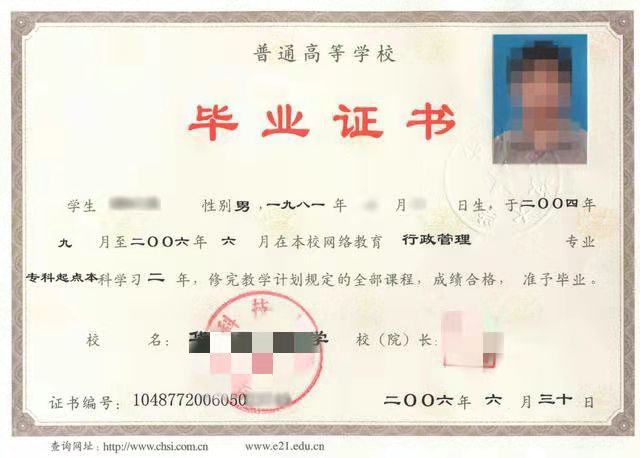 普通高等学校
毕业证书
学生 性别 男，一九八一 年 月 日生，于二〇〇四年
九 月至二〇〇六年 六 月在本校网络教育 行政管理 专业
专科起点本科学习 二 年，修完教学计划规定的全部课程，成绩合格，准予毕业。
校 名：华 学 校（院）长：
科 技
证书编号：1048772006050 二〇〇六年 六 月三十日
查询网址：http://www.chsi.com.cn www.e21.edu.cn